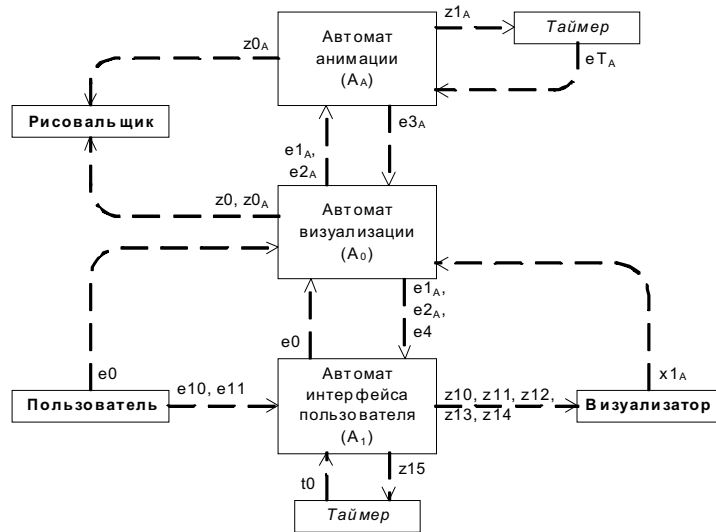 z1A
Автомат
анимации
(AA)
Таймер
z0A
eTA
Рисовальщик
e3A
e1A,
e2A
z0, z0A
Автомат
визуализации
(A0)
e1A,
e2A,
e4
e0
e0
x1A
Автомат
интерфейса
пользователя
(A1)
e10, e11
Пользователь
z10, z11, z12,
z13, z14
Визуализатор
t0
z15
Таймер